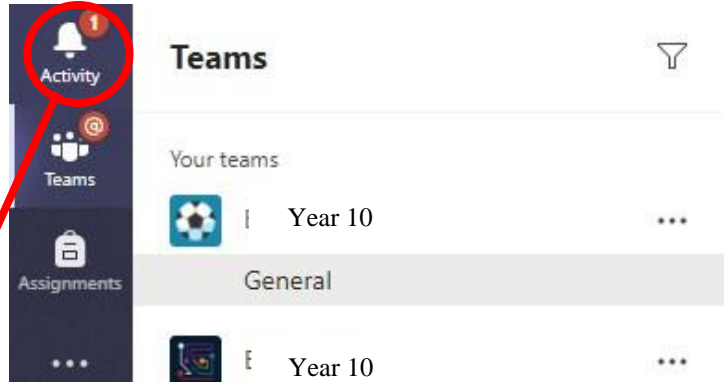 1
Activity
Teams
@
Teams
Assignments
Your teams
Year 10
General
Year 10